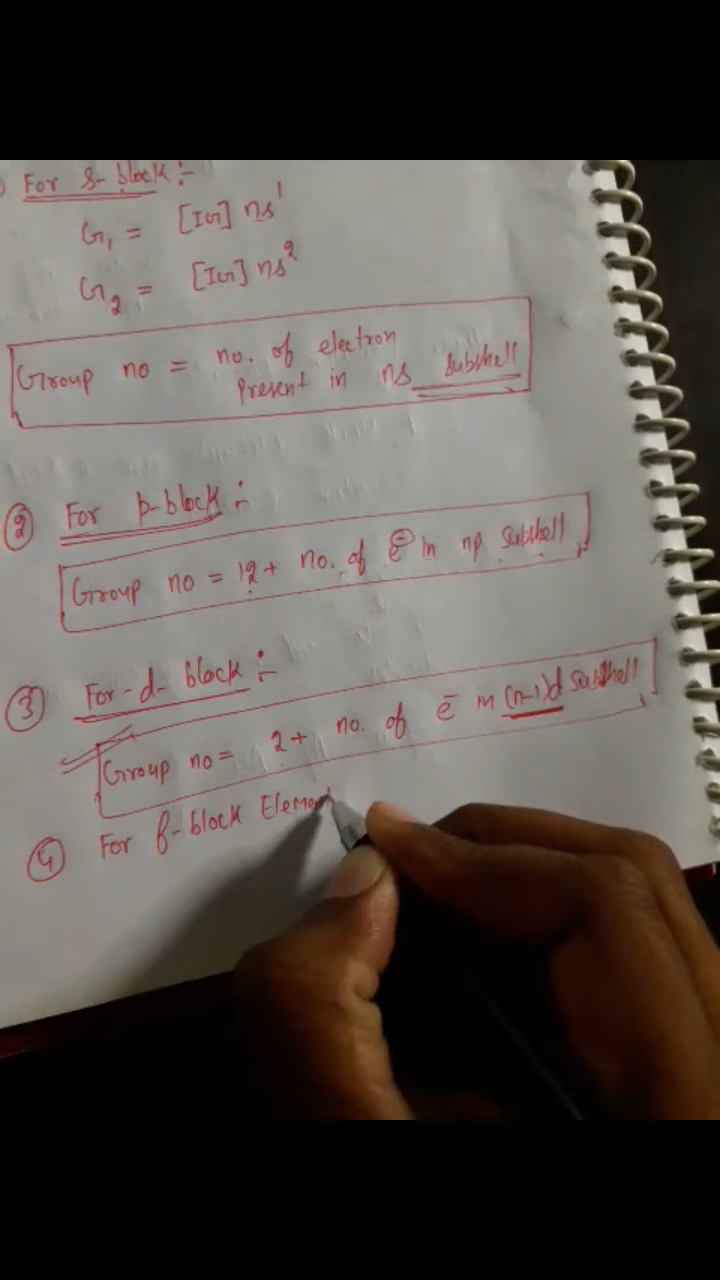 For s-block :-
G₁ = [IG] ns¹
G₂ = [IG] ns²
Group no = no. of electron
Present in ns subshell
② For p-block :-
Group no = 12 + no. of e⁻ in np subshell
③ For-d-block :-
Group no = 2 + no. of e⁻ in (n-1)d subshell
④ For f-block Element